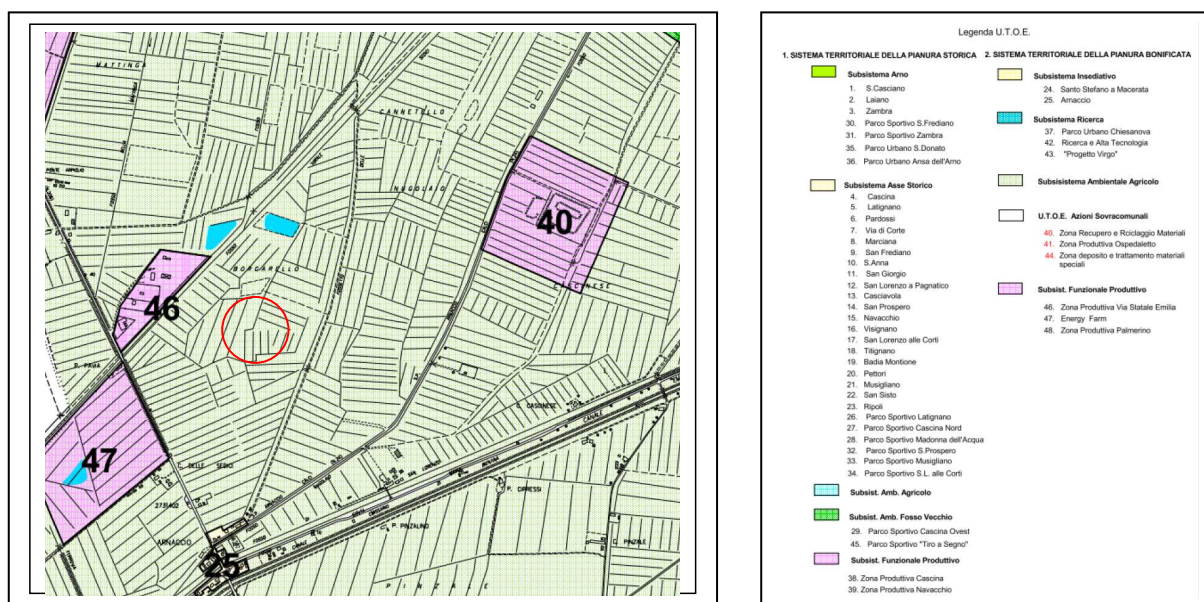 MATTINGA
CANNETELLO
NUGOLAIO
BORGARELLO
40
46
CASCINESE
P. PAVIA
47
C. DELLE SEDICI
2731402
ARNACCIO
25
C. CASCINESE
CANALE
P. CIPRESSI
P. PINZALINO
C. PINZALE
PINZALE
Legenda U.T.O.E.
1. SISTEMA TERRITORIALE DELLA PIANURA STORICA
Subsistema Arno
1. S.Casciano
2. Laiano
3. Zambra
30. Parco Sportivo S.Frediano
31. Parco Sportivo Zambra
35. Parco Urbano S.Donato
36. Parco Urbano Ansa dell'Arno
Subsistema Asse Storico
4. Cascina
5. Latignano
6. Pardossi
7. Via di Corte
8. Marciana
9. San Frediano
10. S.Anna
11. San Giorgio
12. San Lorenzo a Pagnatico
13. Casciavola
14. San Prospero
15. Navacchio
16. Visignano
17. San Lorenzo alle Corti
18. Titignano
19. Badia Montione
20. Pettori
21. Musigliano
22. San Sisto
23. Ripoli
26. Parco Sportivo Latignano
27. Parco Sportivo Cascina Nord
28. Parco Sportivo Madonna dell'Acqua
32. Parco Sportivo S.Prospero
33. Parco Sportivo Musigliano
34. Parco Sportivo S.L. alle Corti
Subsist. Amb. Agricolo
Subsist. Amb. Fosso Vecchio
29. Parco Sportivo Cascina Ovest
45. Parco Sportivo "Tiro a Segno"
Subsist. Funzionale Produttivo
38. Zona Produttiva Cascina
39. Zona Produttiva Navacchio
2. SISTEMA TERRITORIALE DELLA PIANURA BONIFICATA
Subsistema Insediativo
24. Santo Stefano a Macerata
25. Arnaccio
Subsistema Ricerca
37. Parco Urbano Chiesanova
42. Ricerca e Alta Tecnologia
43. "Progetto Virgo"
Subsisistema Ambientale Agricolo
U.T.O.E. Azioni Sovracomunali
40. Zona Recupero e Rciclaggio Materiali
41. Zona Produttiva Ospedaletto
44. Zona deposito e trattamento materiali
speciali
Subsist. Funzionale Produttivo
46. Zona Produttiva Via Statale Emilia
47. Energy Farm
48. Zona Produttiva Palmerino